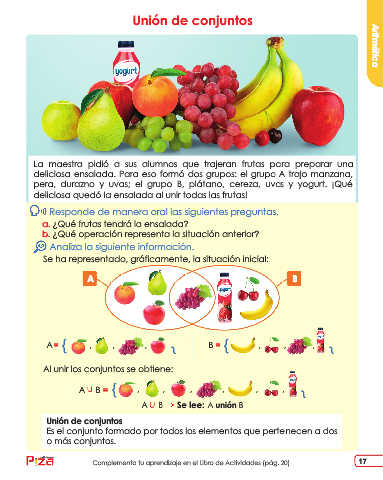 Unión de conjuntos
Aritmética
yogurt
La maestra pidió a sus alumnos que trajeran frutas para preparar una
deliciosa ensalada. Para eso formó dos grupos: el grupo A trajo manzana,
pera, durazno y uvas; el grupo B, plátano, cereza, uvas y yogurt. ¡Qué
deliciosa quedó la ensalada al unir todas las frutas!
Responde de manera oral las siguientes preguntas.
a. ¿Qué frutas tendrá la ensalada?
b. ¿Qué operación representa la situación anterior?
Analiza la siguiente información.
Se ha representado, gráficamente, la situación inicial:
A B
A = { , , , } B = { , , , }
Al unir los conjuntos se obtiene:
A ∪ B = { , , , , , , }
A ∪ B > Se lee: A unión B
Unión de conjuntos
Es el conjunto formado por todos los elementos que pertenecen a dos
o más conjuntos.
Pizza
Complementa tu aprendizaje en el Libro de Actividades (pág. 20)
17